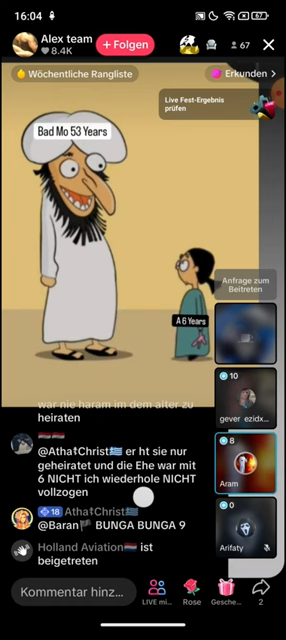 16:04
67
Alex team
8.4K
+ Folgen
67
Wöchentliche Rangliste
Erkunden >
Live Fest-Ergebnis
prüfen
Bad Mo 53 Years
A 6 Years
Anfrage zum
Beitreten
10
gever ezidx...
8
Aram
0
Arifaty
war nie haram im dem alter zu
heiraten
@Atha☦Christ🇬🇷 er ht sie nur
geheiratet und die Ehe war mit
6 NICHT ich wiederhole NICHT
vollzogen
18 Atha☦Christ🇬🇷
@Baran🏴 BUNGA BUNGA 9
Holland Aviation🇳🇱 ist
beigetreten
Kommentar hinz...
LIVE mi...
Rose
Gesche...
2